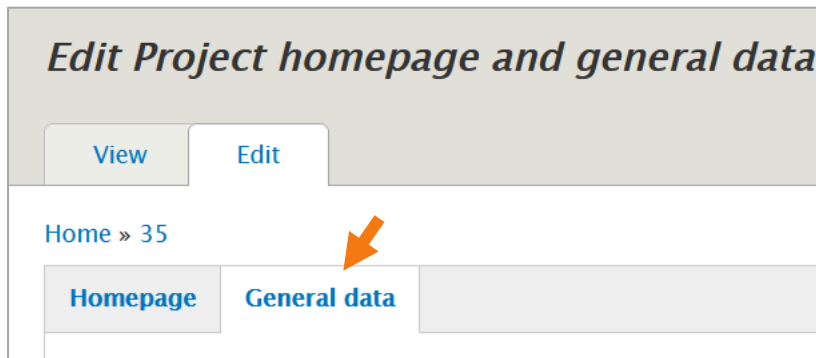 Edit Project homepage and general data
View Edit
Home » 35
Homepage General data